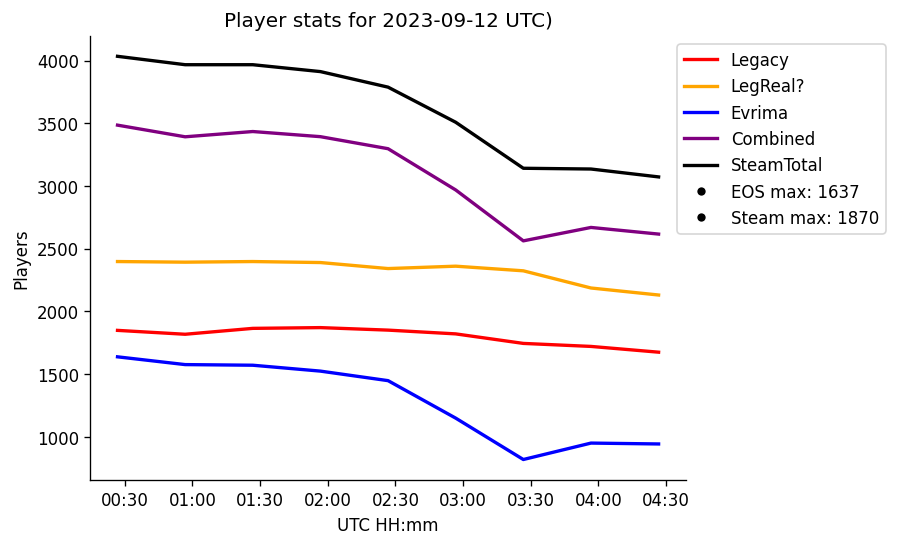 Player stats for 2023-09-12 UTC)
Legacy
LegReal?
Evrima
Combined
SteamTotal
EOS max: 1637
Steam max: 1870
Players
4000
3500
3000
2500
2000
1500
1000
00:30 01:00 01:30 02:00 02:30 03:00 03:30 04:00 04:30
UTC HH:mm